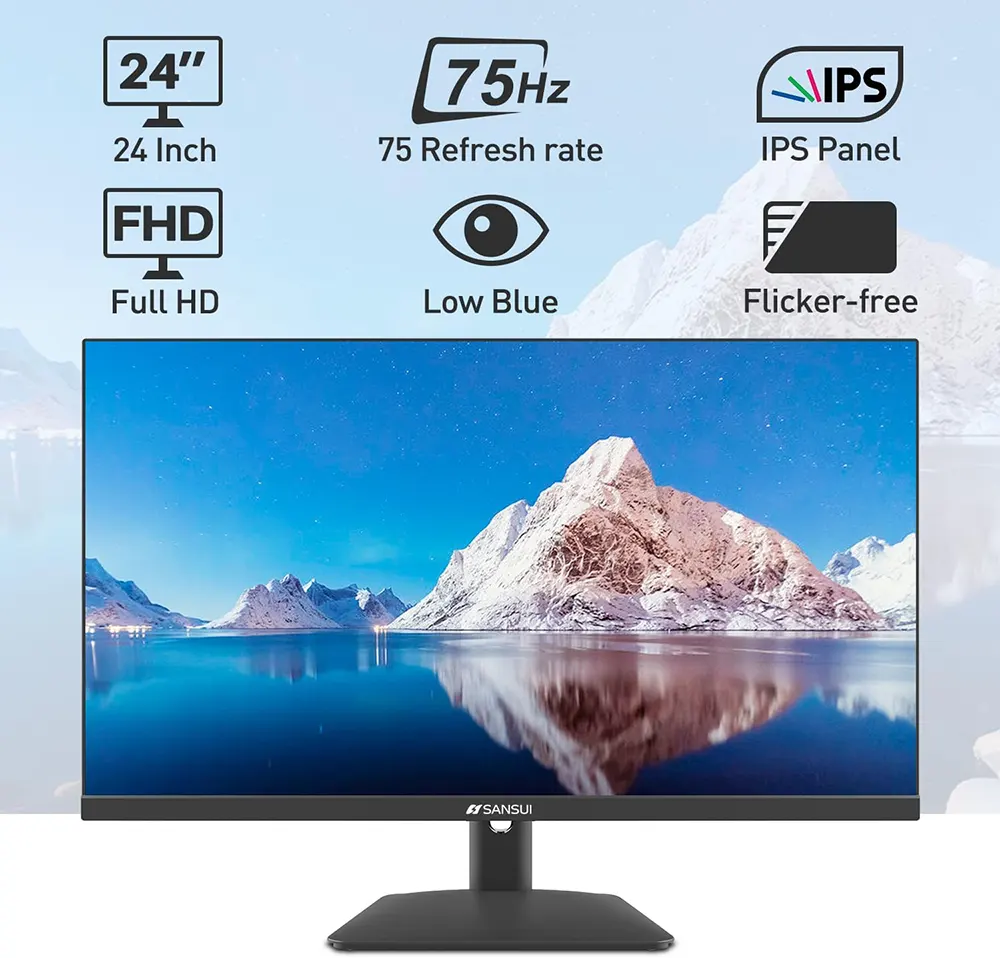 24″
75Hz
IPS
24 Inch
75 Refresh rate
IPS Panel
FHD
Full HD
Low Blue
Flicker-free
SANSUI